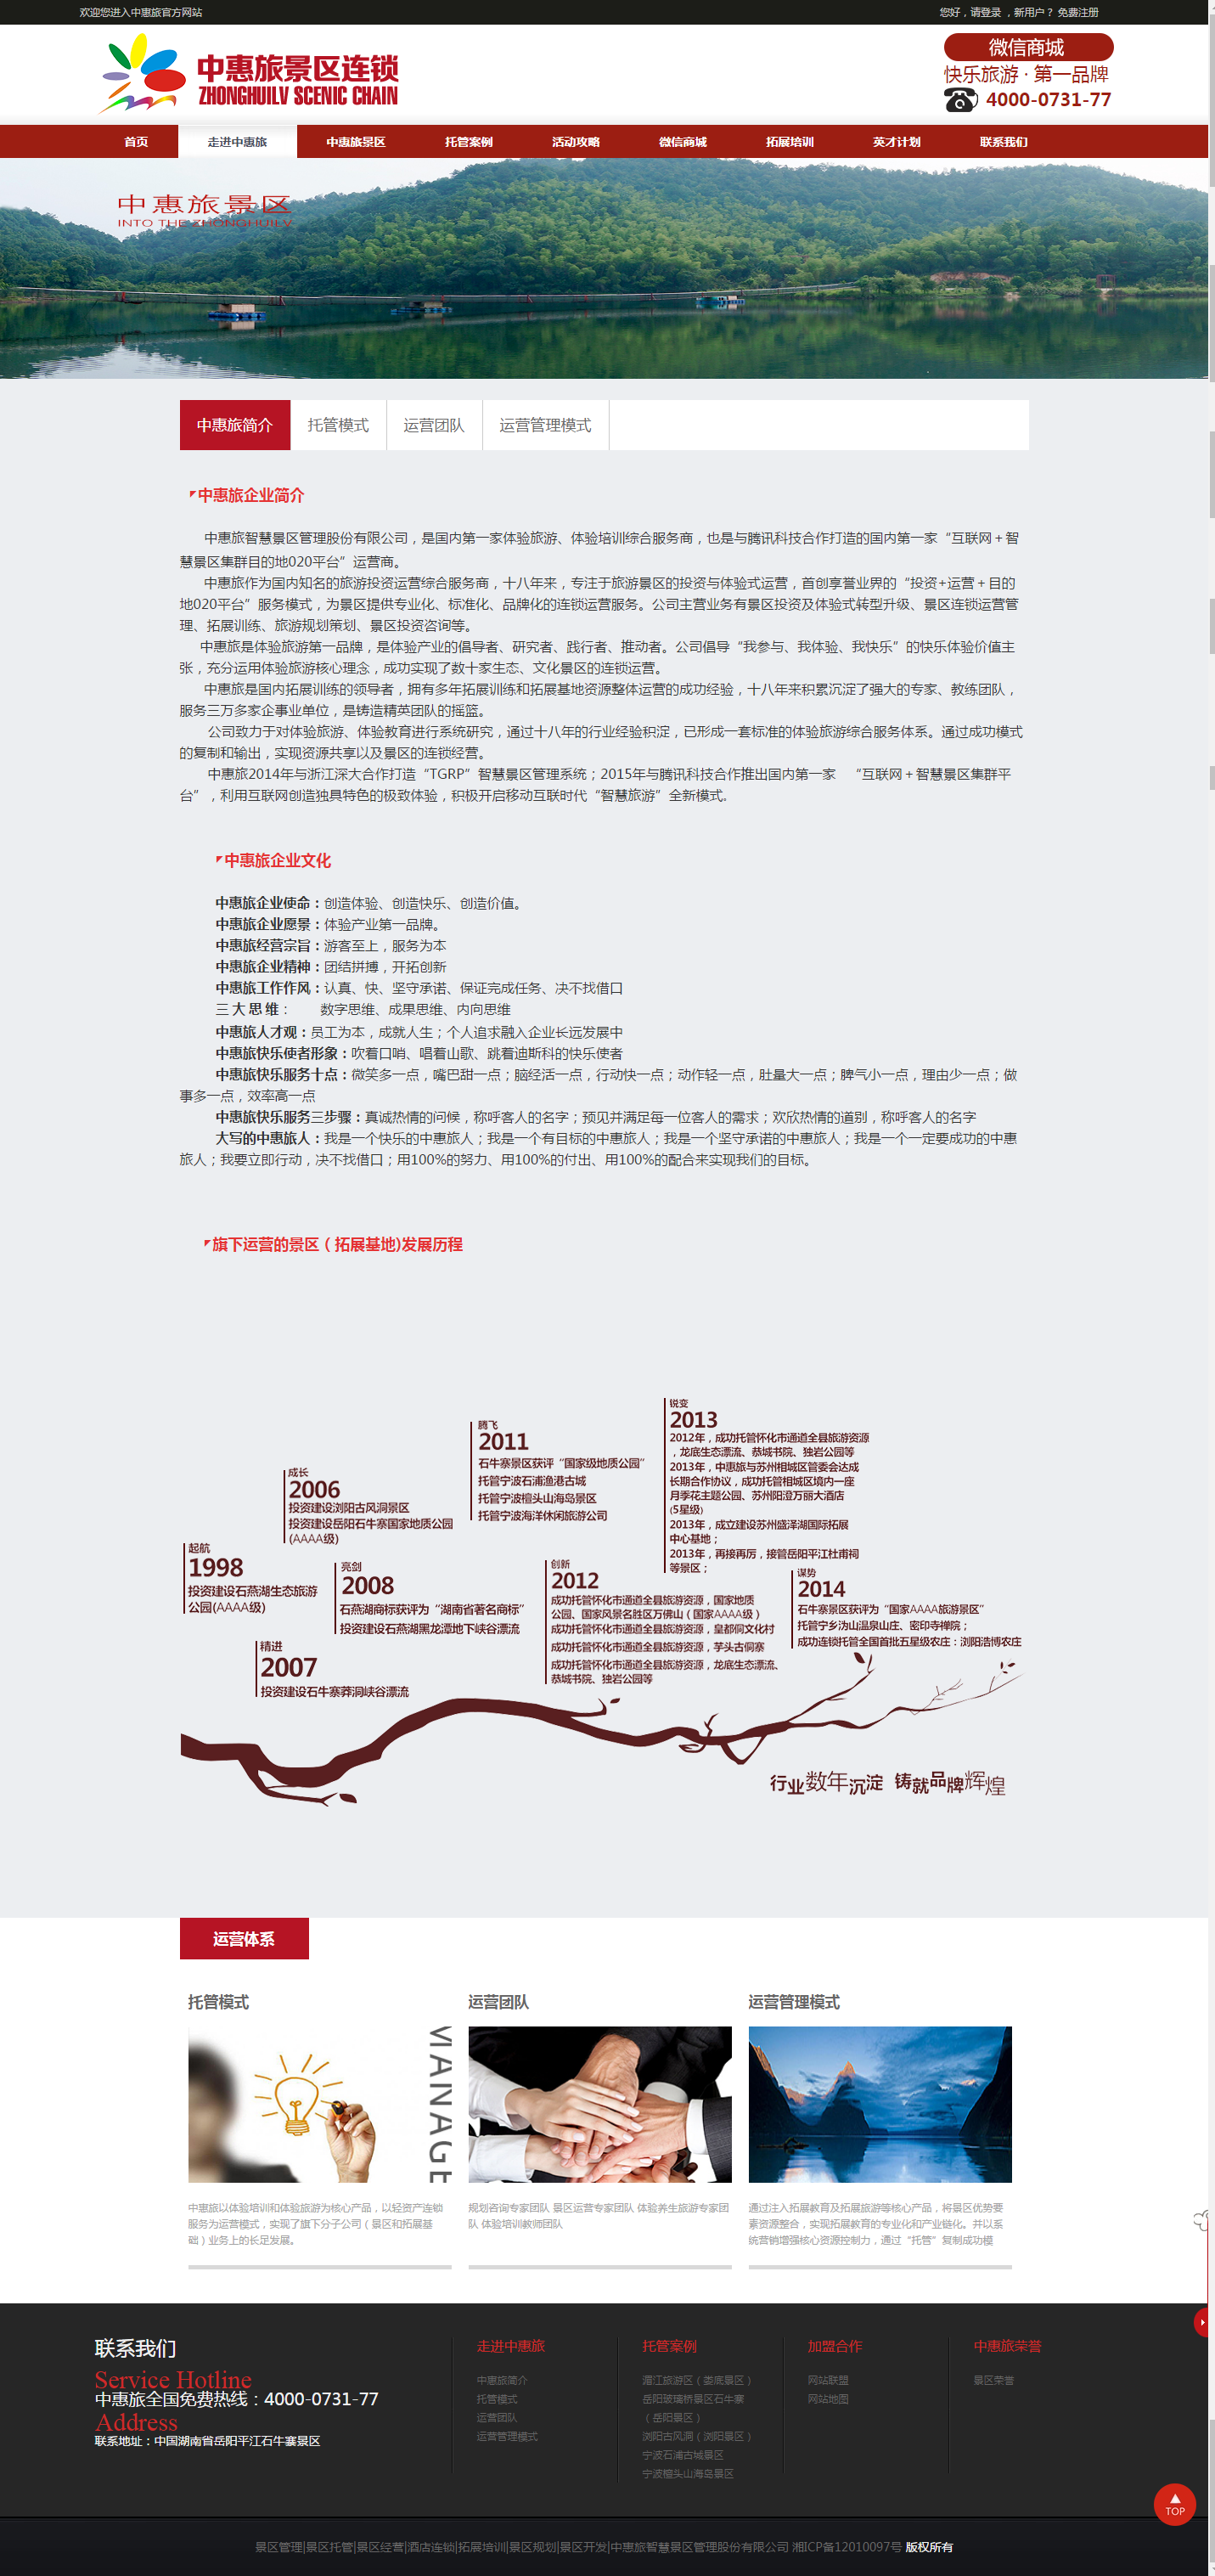 欢迎您进入中惠旅官方网站
您好，请登录 ，新用户？ 免费注册
中惠旅景区连锁
ZHONGHUILV SCENIC CHAIN
微信商城
快乐旅游 · 第一品牌
4000-0731-77
首页 走进中惠旅 中惠旅景区 托管案例 活动攻略 微信商城 拓展培训 英才计划 联系我们
中惠旅景区
INTO THE ZHONGHUILV
中惠旅简介 托管模式 运营团队 运营管理模式
中惠旅企业简介
中惠旅智慧景区管理股份有限公司，是国内第一家体验旅游、体验培训综合服务商，也是与腾讯科技合作打造的国内第一家“互联网＋智
慧景区集群目的地020平台”运营商。
中惠旅作为国内知名的旅游投资运营综合服务商，十八年来，专注于旅游景区的投资与体验式运营，首创享誉业界的“投资+运营＋目的
地020平台”服务模式，为景区提供专业化、标准化、品牌化的连锁运营服务。公司主营业务有景区投资及体验式转型升级、景区连锁运营管
理、拓展训练、旅游规划策划、景区投资咨询等。
中惠旅是体验旅游第一品牌，是体验产业的倡导者、研究者、践行者、推动者。公司倡导“我参与、我体验、我快乐”的快乐体验价值主
张，充分运用体验旅游核心理念，成功实现了数十家生态、文化景区的连锁运营。
中惠旅是国内拓展训练的领导者，拥有多年拓展训练和拓展基地资源整体运营的成功经验，十八年来积累沉淀了强大的专家、教练团队，
服务三万多家企事业单位，是铸造精英团队的摇篮。
公司致力于对体验旅游、体验教育进行系统研究，通过十八年的行业经验积淀，已形成一套标准的体验旅游综合服务体系。通过成功模式
的复制和输出，实现资源共享以及景区的连锁经营。
中惠旅2014年与浙江深大合作打造“TGRP”智慧景区管理系统；2015年与腾讯科技合作推出国内第一家 “互联网＋智慧景区集群平
台”，利用互联网创造独具特色的极致体验，积极开启移动互联时代“智慧旅游”全新模式.
中惠旅企业文化
中惠旅企业使命：创造体验、创造快乐、创造价值。
中惠旅企业愿景：体验产业第一品牌。
中惠旅经营宗旨：游客至上，服务为本
中惠旅企业精神：团结拼搏，开拓创新
中惠旅工作作风：认真、快、坚守承诺、保证完成任务、决不找借口
三 大 思 维 ： 数字思维、成果思维、内向思维
中惠旅人才观：员工为本，成就人生；个人追求融入企业长远发展中
中惠旅快乐使者形象：吹着口哨、唱着山歌、跳着迪斯科的快乐使者
中惠旅快乐服务十点：微笑多一点，嘴巴甜一点；脑经活一点，行动快一点；动作轻一点，肚量大一点；脾气小一点，理由少一点；做
事多一点，效率高一点
中惠旅快乐服务三步骤：真诚热情的问候，称呼客人的名字；预见并满足每一位客人的需求；欢欣热情的道别，称呼客人的名字
大写的中惠旅人：我是一个快乐的中惠旅人；我是一个有目标的中惠旅人；我是一个坚守承诺的中惠旅人；我是一个一定要成功的中惠
旅人；我要立即行动，决不找借口；用100%的努力、用100%的付出、用100%的配合来实现我们的目标。
旗下运营的景区（拓展基地)发展历程
起航
1998
投资建设石燕湖生态旅游
公园(AAAA级)
成长
2006
投资建设浏阳古风洞景区
投资建设岳阳石牛寨国家地质公园
(AAAA级)
精进
2007
投资建设石牛寨莽洞峡谷漂流
亮剑
2008
石燕湖商标获评为“湖南省著名商标”
投资建设石燕湖黑龙潭地下峡谷漂流
腾飞
2011
石牛寨景区获评“国家级地质公园”
托管宁波石浦渔港古城
托管宁波檀头山海岛景区
托管宁波海洋休闲旅游公司
创新
2012
成功托管怀化市通道全县旅游资源，国家地质
公园、国家风景名胜区万佛山（国家AAAA级）
成功托管怀化市通道全县旅游资源，皇都侗文化村
成功托管怀化市通道全县旅游资源，芋头古侗寨
成功托管怀化市通道全县旅游资源，龙底生态漂流、
恭城书院、独岩公园等
锐变
2013
2012年，成功托管怀化市通道全县旅游资源
，龙底生态漂流、恭城书院、独岩公园等
2013年，中惠旅与苏州相城区管委会达成
长期合作协议，成功托管相城区境内一座
月季花主题公园、苏州阳澄万丽大酒店
(5星级)
2013年，成立建设苏州盛泽湖国际拓展
中心基地；
2013年，再接再厉，接管岳阳平江杜甫祠
等景区；
谋势
2014
石牛寨景区获评为“国家AAAA旅游景区”
托管宁乡沩山温泉山庄、密印寺禅院；
成功连锁托管全国首批五星级农庄：浏阳浩博农庄
行业数年沉淀 铸就品牌辉煌
运营体系
托管模式
MANAGE
中惠旅以体验培训和体验旅游为核心产品，以轻资产连锁
服务为运营模式，实现了旗下分子公司（景区和拓展基
础）业务上的长足发展。
运营团队
规划咨询专家团队 景区运营专家团队 体验养生旅游专家团
队 体验培训教师团队
运营管理模式
通过注入拓展教育及拓展旅游等核心产品，将景区优势要
素资源整合，实现拓展教育的专业化和产业链化。并以系
统营销增强核心资源控制力，通过“托管”复制成功模
联系我们
Service Hotline
中惠旅全国免费热线：4000-0731-77
Address
联系地址：中国湖南省岳阳平江石牛寨景区
走进中惠旅
中惠旅简介
托管模式
运营团队
运营管理模式
托管案例
湄江旅游区（娄底景区）
岳阳玻璃桥景区石牛寨
（岳阳景区）
浏阳古风洞（浏阳景区）
宁波石浦古城景区
宁波檀头山海岛景区
加盟合作
网站联盟
网站地图
中惠旅荣誉
景区荣誉
TOP
景区管理|景区托管|景区经营|酒店连锁|拓展培训|景区规划|景区开发|中惠旅智慧景区管理股份有限公司 湘ICP备12010097号 版权所有